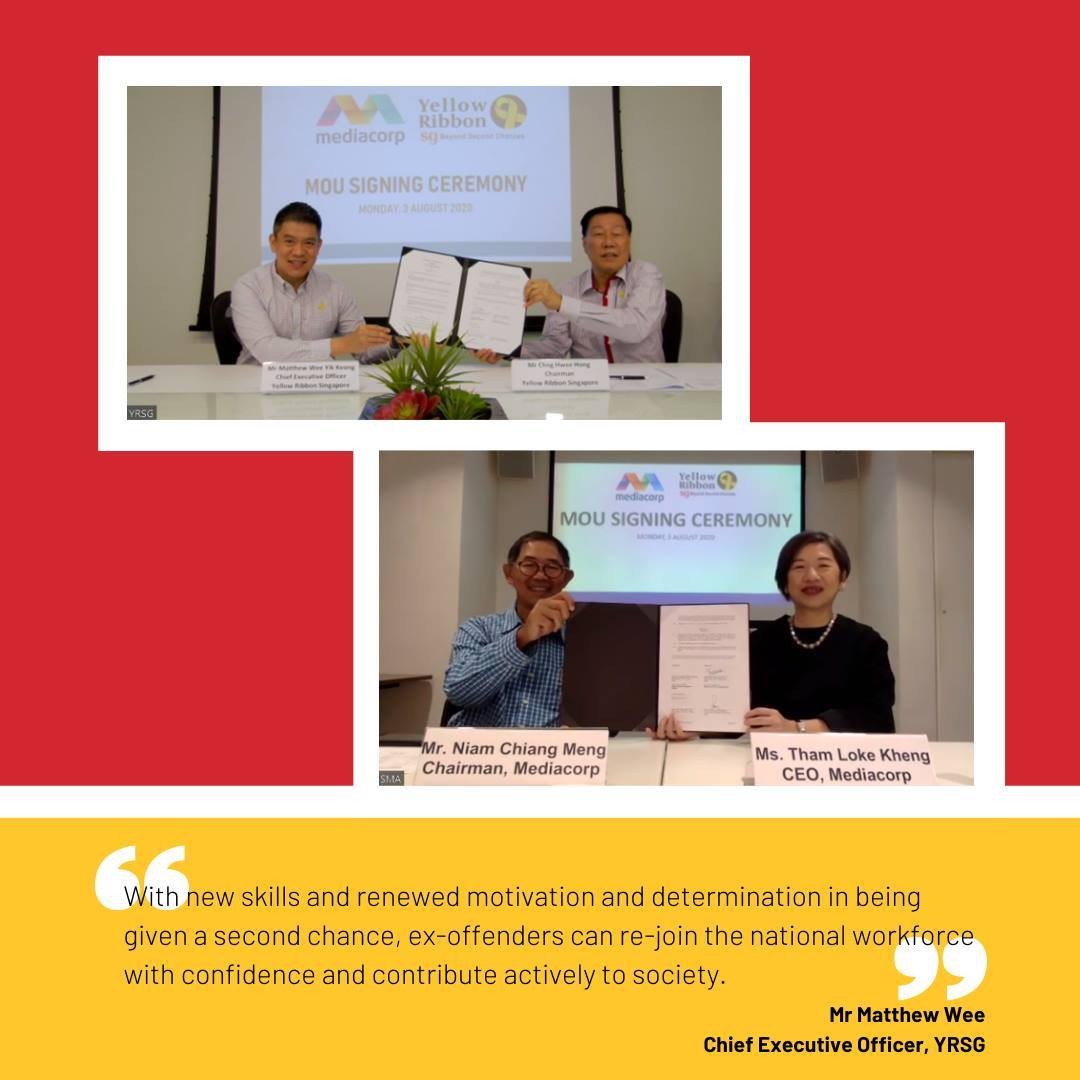 mediacorp
Yellow
Ribbon
sg Beyond Second Chances
MOU SIGNING CEREMONY
MONDAY, 3 AUGUST 2020
Mr Matthew Wee Yik Keong
Chief Executive Officer
Yellow Ribbon Singapore
Mr Chng Hwee Hong
Chairman
Yellow Ribbon Singapore
YRSG
mediacorp
Yellow
Ribbon
sg Beyond Second Chances
MOU SIGNING CEREMONY
MONDAY, 3 AUGUST 2020
Mr. Niam Chiang Meng
Chairman, Mediacorp
Ms. Tham Loke Kheng
CEO, Mediacorp
SMA
“
With new skills and renewed motivation and determination in being
given a second chance, ex-offenders can re-join the national workforce
with confidence and contribute actively to society.
”
Mr Matthew Wee
Chief Executive Officer, YRSG